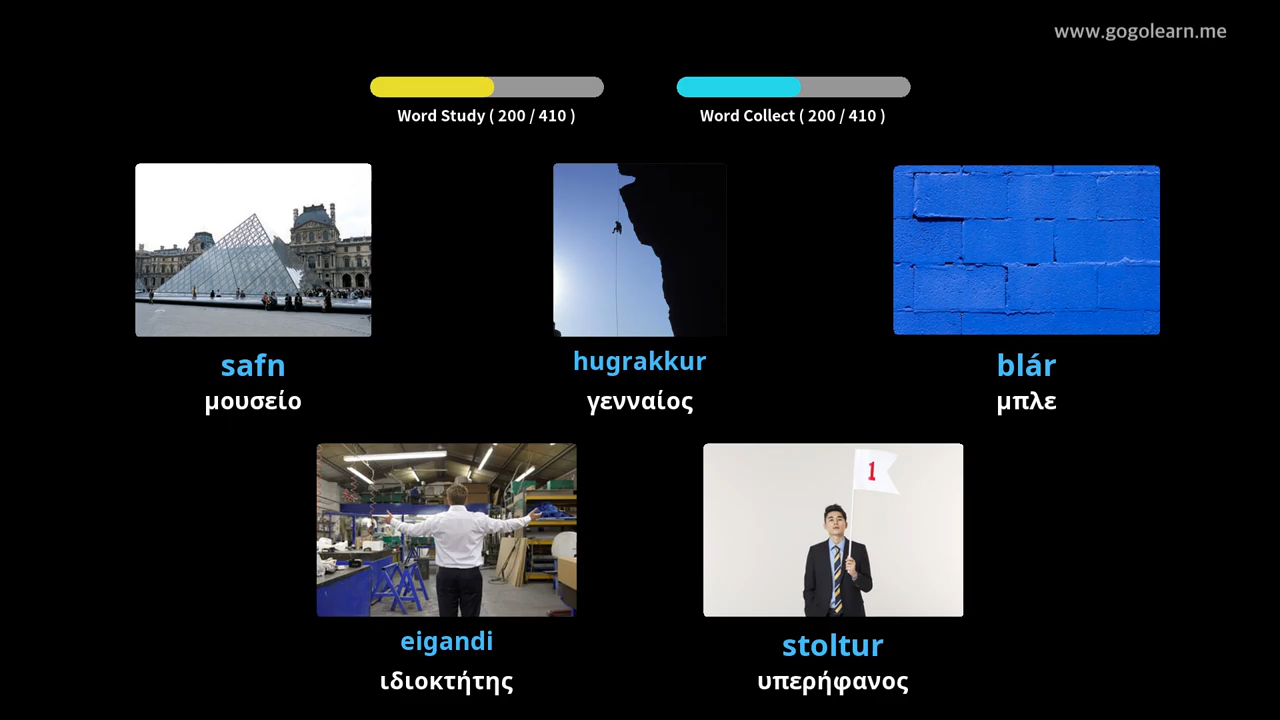 www.gogolearn.me
Word Study ( 200 / 410 )
Word Collect ( 200 / 410 )
safn
μουσείο
hugrakkur
γενναίος
blár
μπλε
1
eigandi
ιδιοκτήτης
stoltur
υπερήφανος